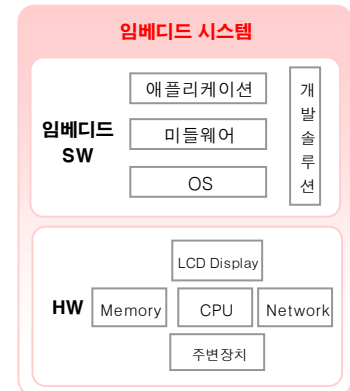 임베디드 시스템
임베디드
SW
애플리케이션
미들웨어
OS
개
발
솔
루
션
HW
LCD Display
Memory
CPU
Network
주변장치